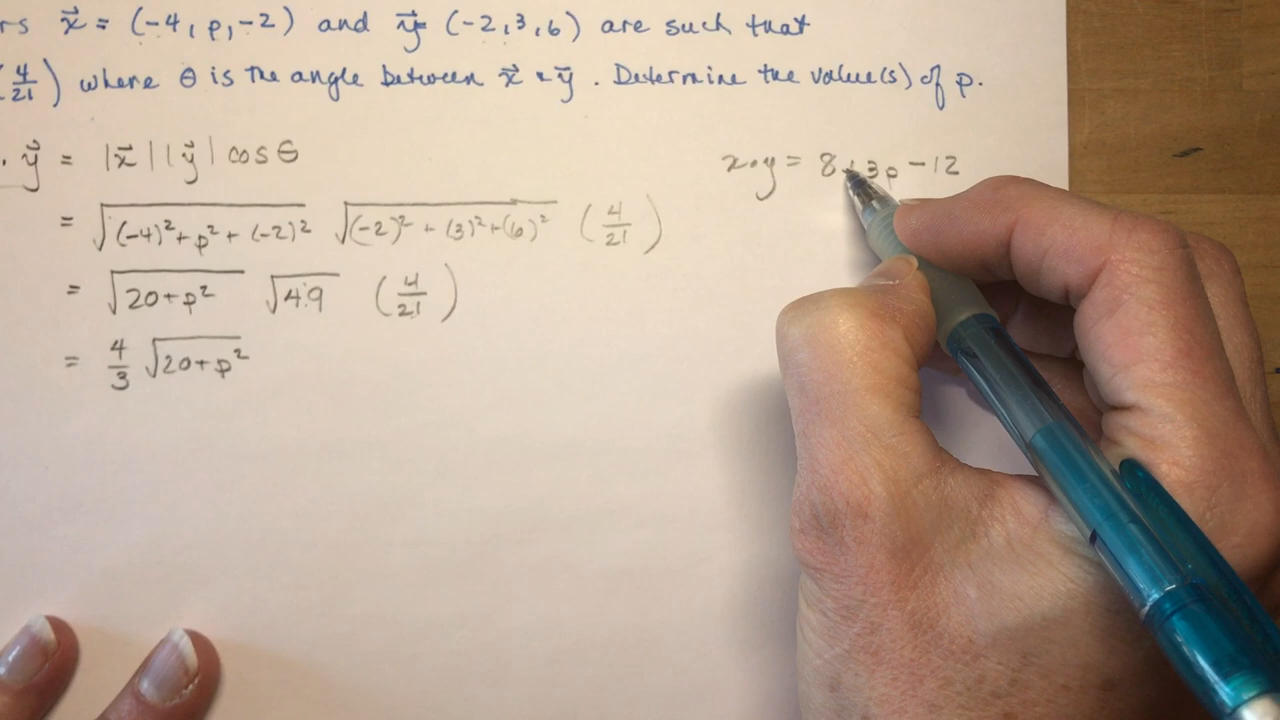 rs x⃗ = (-4, p, -2) and y⃗ = (-2, 3, 6) are such that
(4/21) where θ is the angle between x⃗ & y⃗. Determine the value(s) of p.
· y⃗ = |x⃗||y⃗| cos θ
x·y = 8+3p-12
= √((-4)²+p²+(-2)²) √((-2)²+(3)²+(6)²) (4/21)
= √(20+p²) √49 (4/21)
= 4/3 √(20+p²)